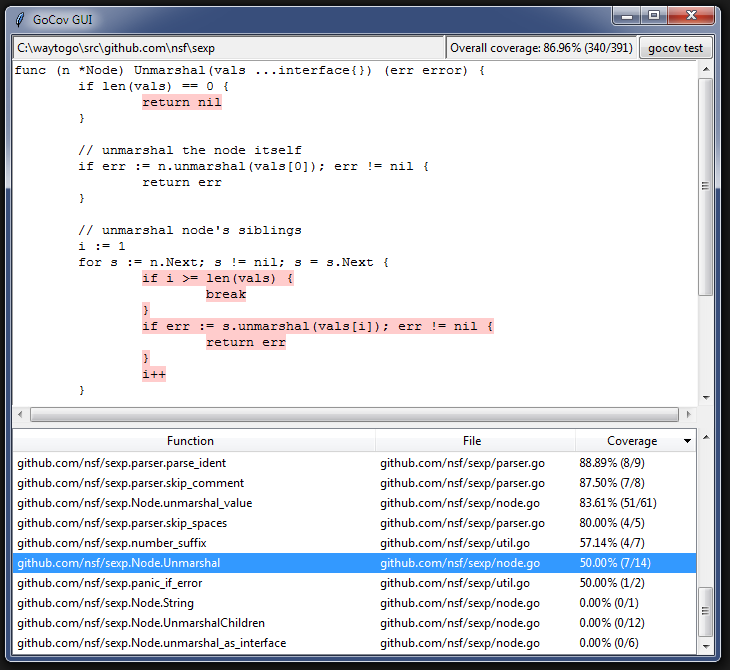 GoCov GUI
C:\waytogo\src\github.com\nsf\sexp Overall coverage: 86.96% (340/391) gocov test
func (n *Node) Unmarshal(vals ...interface{}) (err error) {
        if len(vals) == 0 {
                return nil
        }

        // unmarshal the node itself
        if err := n.unmarshal(vals[0]); err != nil {
                return err
        }

        // unmarshal node's siblings
        i := 1
        for s := n.Next; s != nil; s = s.Next {
                if i >= len(vals) {
                        break
                }
                if err := s.unmarshal(vals[i]); err != nil {
                        return err
                }
                i++
        }
Function File Coverage
github.com/nsf/sexp.parser.parse_ident github.com/nsf/sexp/parser.go 88.89% (8/9)
github.com/nsf/sexp.parser.skip_comment github.com/nsf/sexp/parser.go 87.50% (7/8)
github.com/nsf/sexp.Node.unmarshal_value github.com/nsf/sexp/node.go 83.61% (51/61)
github.com/nsf/sexp.parser.skip_spaces github.com/nsf/sexp/parser.go 80.00% (4/5)
github.com/nsf/sexp.number_suffix github.com/nsf/sexp/util.go 57.14% (4/7)
github.com/nsf/sexp.Node.Unmarshal github.com/nsf/sexp/node.go 50.00% (7/14)
github.com/nsf/sexp.panic_if_error github.com/nsf/sexp/util.go 50.00% (1/2)
github.com/nsf/sexp.Node.String github.com/nsf/sexp/node.go 0.00% (0/1)
github.com/nsf/sexp.Node.UnmarshalChildren github.com/nsf/sexp/node.go 0.00% (0/12)
github.com/nsf/sexp.Node.unmarshal_as_interface github.com/nsf/sexp/node.go 0.00% (0/6)